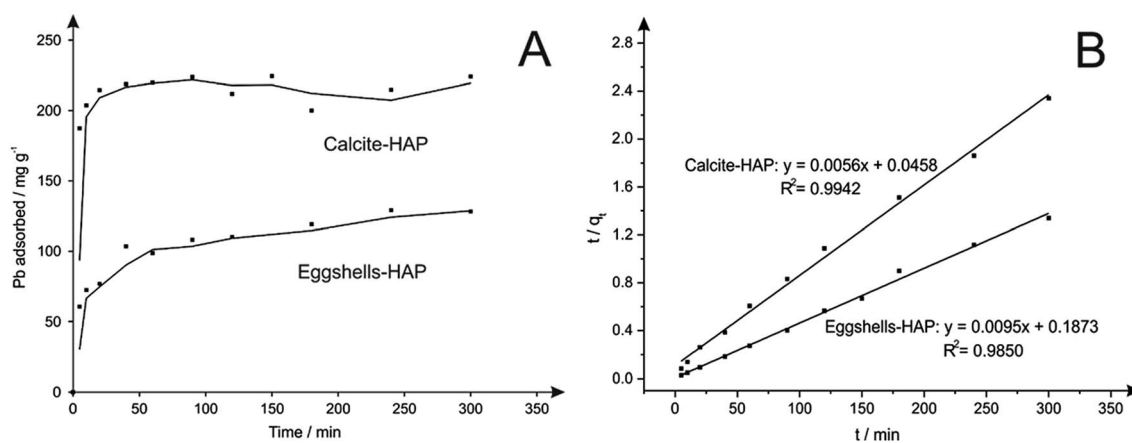 A
250
200
150
100
50
0
Pb adsorbed / mg g⁻¹
Calcite-HAP
Eggshells-HAP
0 50 100 150 200 250 300 350
Time / min
B
2.8
2.4
2.0
1.6
1.2
0.8
0.4
0.0
t / qt
Calcite-HAP: y = 0.0056x + 0.0458
R²= 0.9942
Eggshells-HAP: y = 0.0095x + 0.1873
R²= 0.9850
0 50 100 150 200 250 300 350
t / min